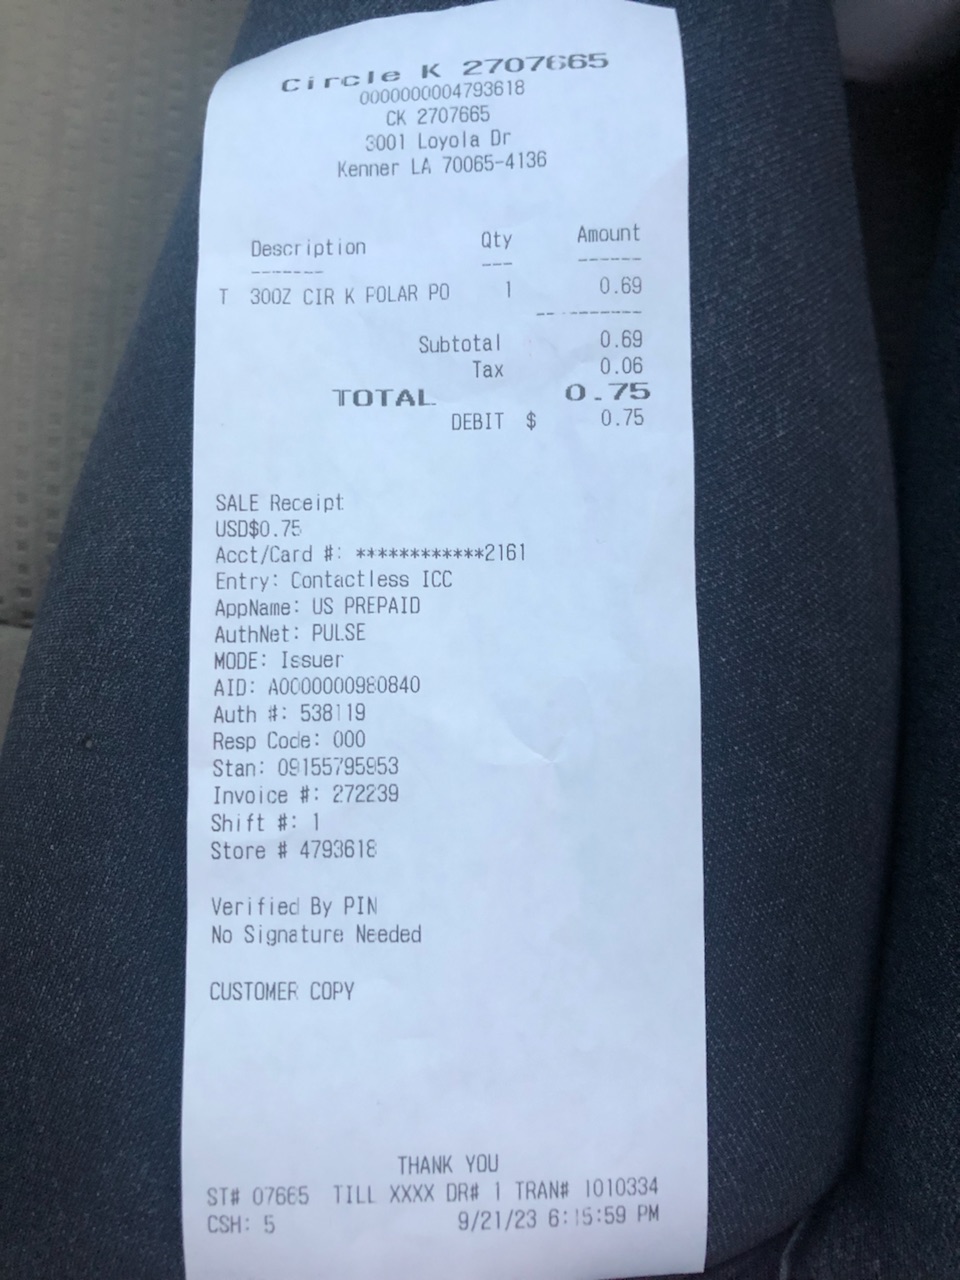 Circle K 2707665
0000000004793618
CK 2707665
3001 Loyola Dr
Kenner LA 70065-4136
Description Qty Amount
------- --- ------
T 30OZ CIR K POLAR PO 1 0.69
-- -------
Subtotal 0.69
Tax 0.06
TOTAL 0.75
DEBIT $ 0.75
SALE Receipt
USD$0.75
Acct/Card #: ************2161
Entry: Contactless ICC
AppName: US PREPAID
AuthNet: PULSE
MODE: Issuer
AID: A0000000980840
Auth #: 538119
Resp Code: 000
Stan: 09155795953
Invoice #: 272239
Shift #: 1
Store # 4793618
Verified By PIN
No Signature Needed
CUSTOMER COPY
THANK YOU
ST# 07665 TILL XXXX DR# 1 TRAN# 1010334
CSH: 5 9/21/23 6:15:59 PM